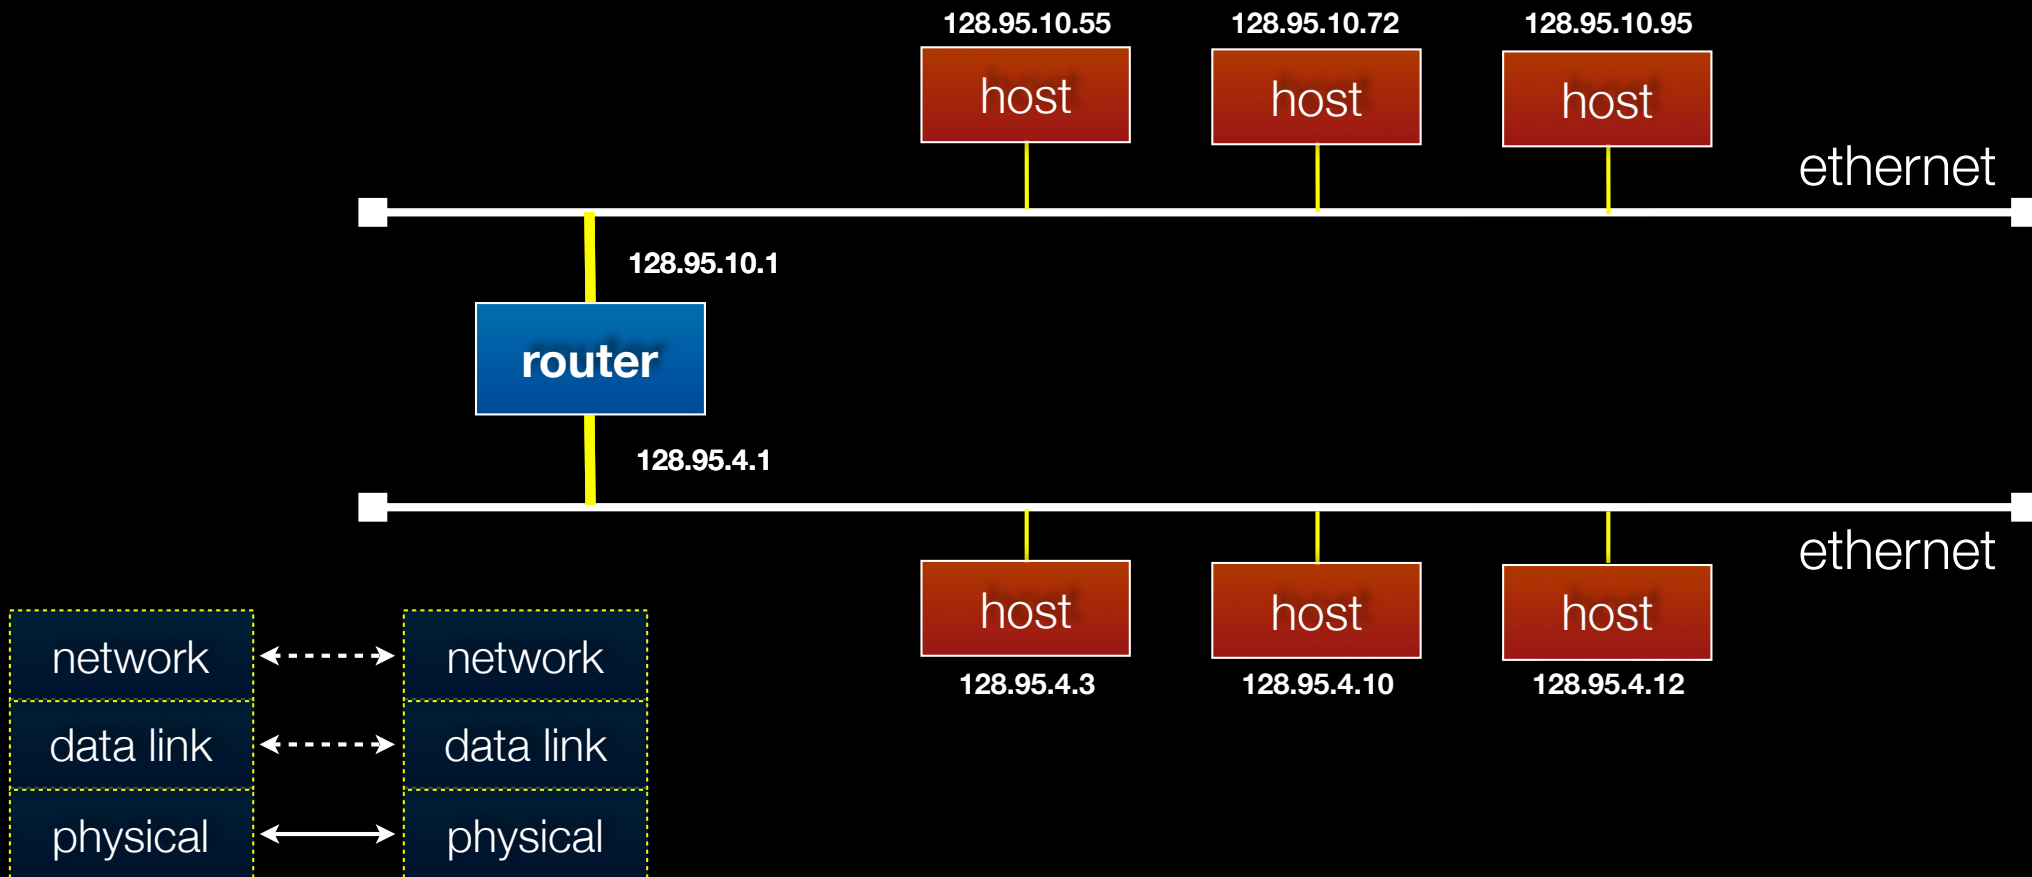 128.95.10.55 128.95.10.72 128.95.10.95
host host host
ethernet
128.95.10.1
router
128.95.4.1
ethernet
host host host
128.95.4.3 128.95.4.10 128.95.4.12
network network
data link data link
physical physical